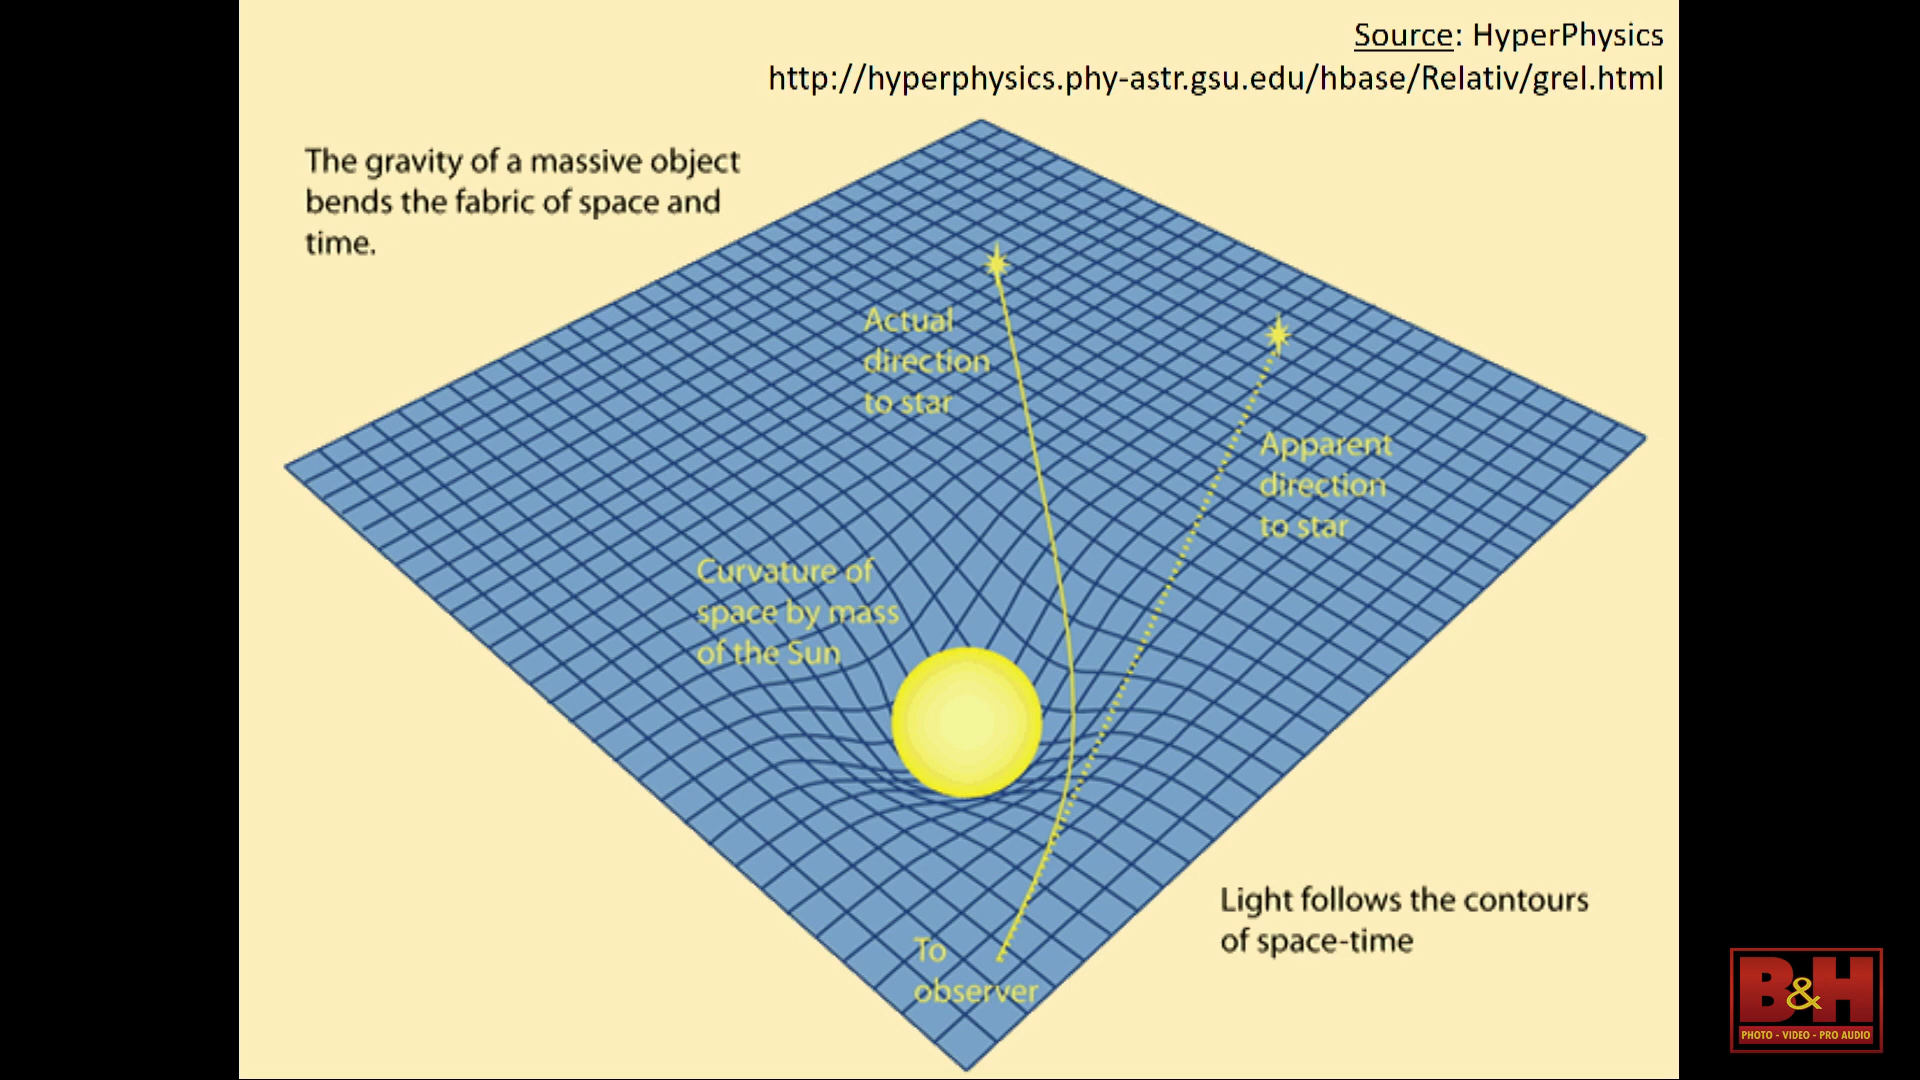 Source: HyperPhysics
http://hyperphysics.phy-astr.gsu.edu/hbase/Relativ/grel.html
The gravity of a massive object
bends the fabric of space and
time.
Actual
direction
to star
Apparent
direction
to star
Curvature of
space by mass
of the Sun
Light follows the contours
of space-time
To
observer
B&H
PHOTO - VIDEO - PRO AUDIO